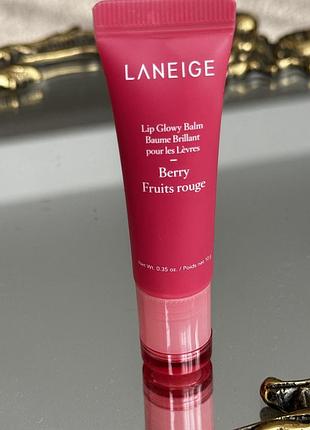 LANEIGE
Lip Glowy Balm
Baume Brillant
pour les Lèvres
Berry
Fruits rouge
Net Wt. 0.35 oz. / Poids net 10 g